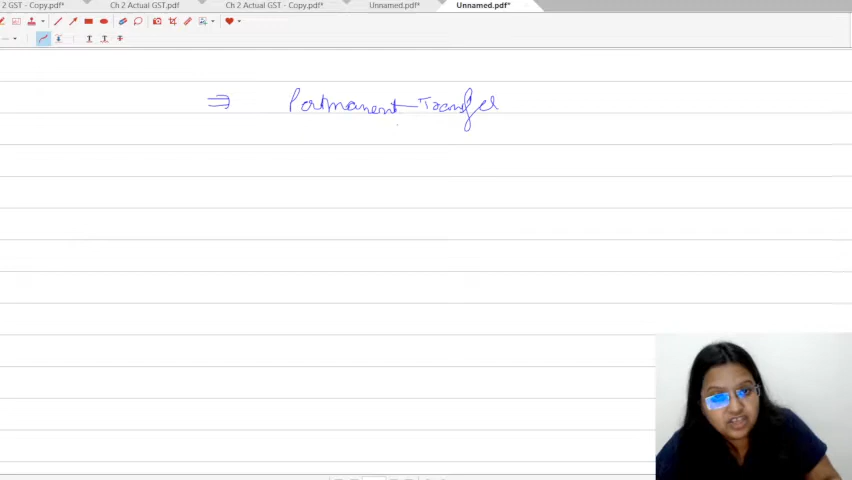 2 GST - Copy.pdf* Ch 2 Actual GST.pdf Ch 2 Actual GST - Copy.pdf* Unnamed.pdf* Unnamed.pdf*
⇒ Permanent Transfer